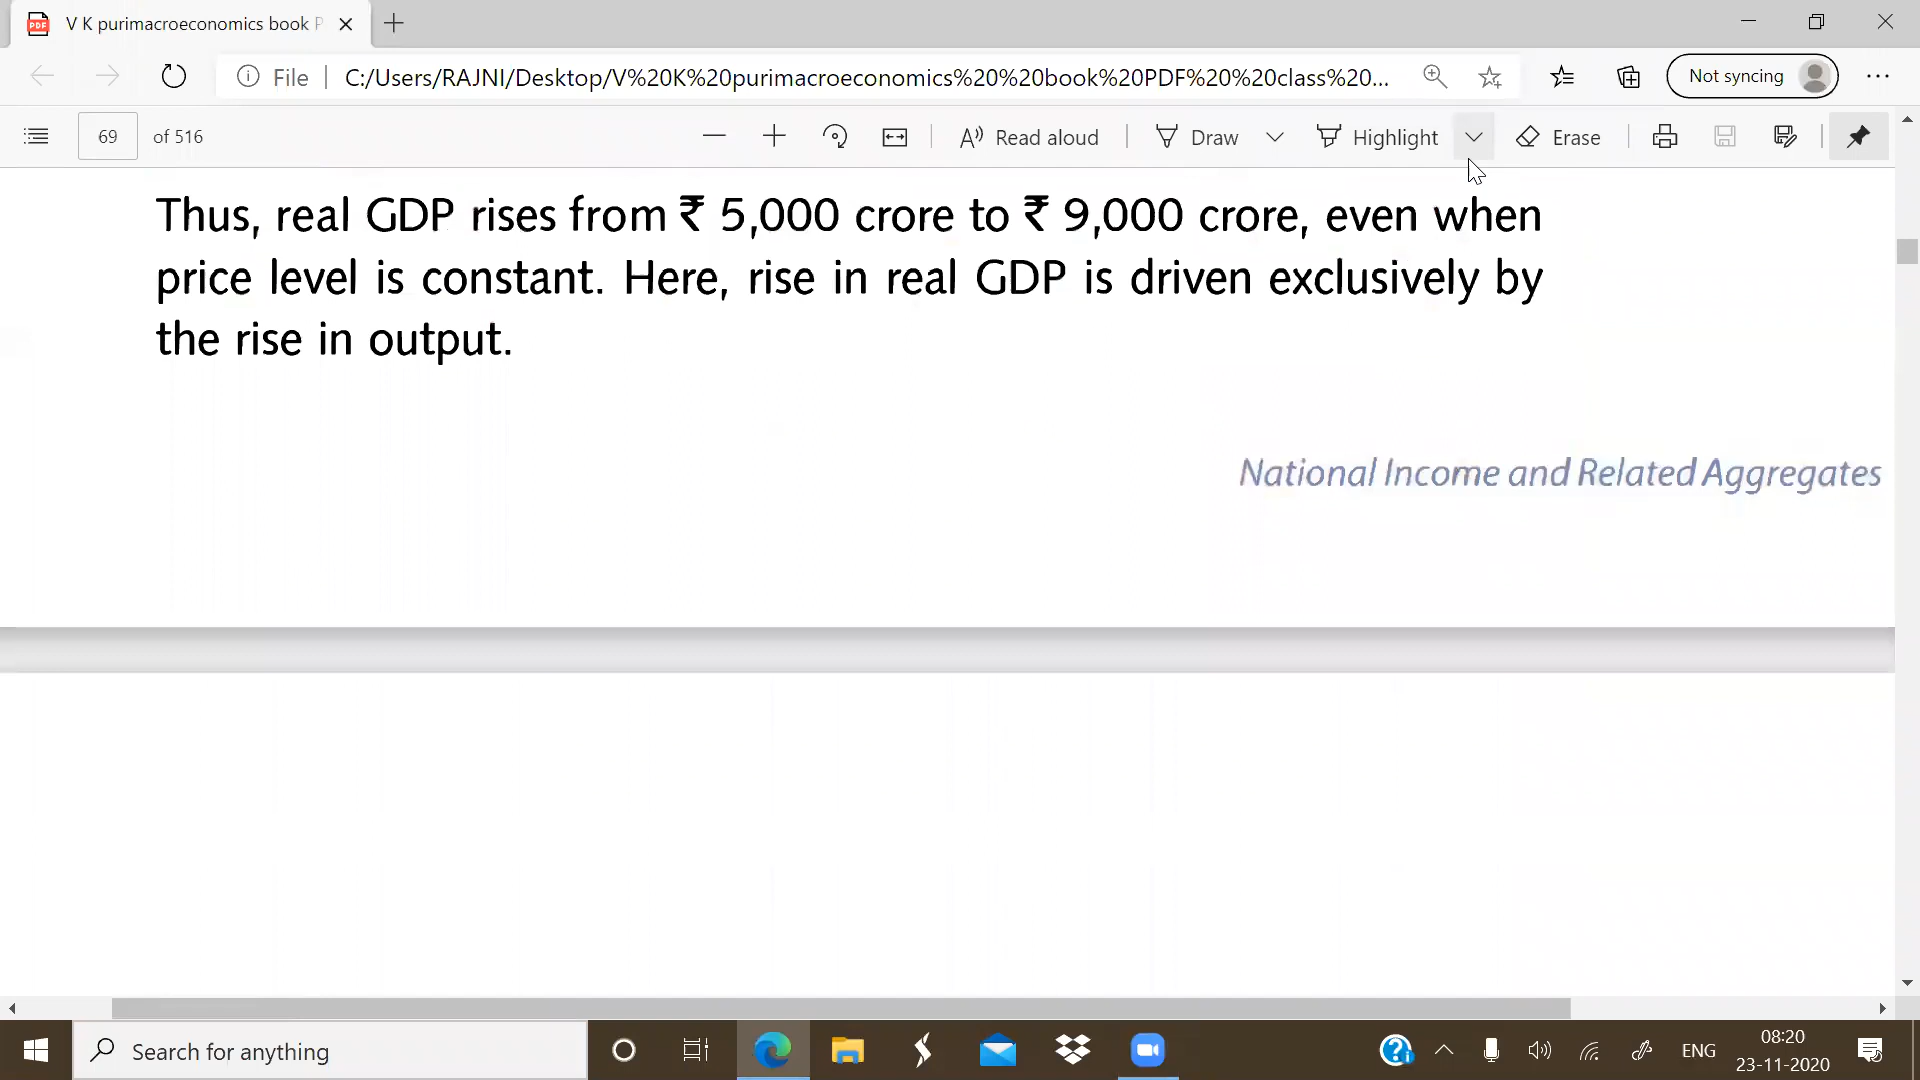 V K purimacroeconomics book P
File
C:/Users/RAJNI/Desktop/V%20K%20purimacroeconomics%20%20book%20PDF%20%20class%20...
Not syncing
69 of 516
Read aloud
Draw
Highlight
Erase
Thus, real GDP rises from ₹ 5,000 crore to ₹ 9,000 crore, even when
price level is constant. Here, rise in real GDP is driven exclusively by
the rise in output.
National Income and Related Aggregates
Search for anything
ENG
08:20
23-11-2020